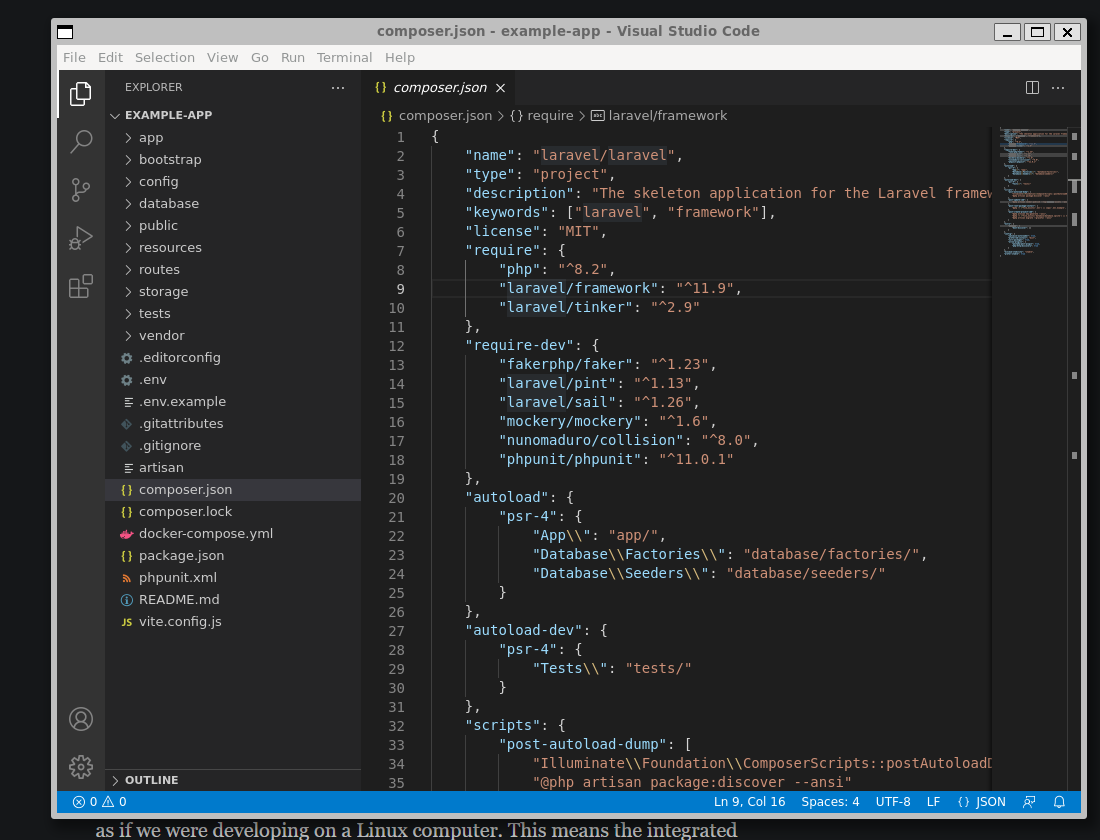 composer.json - example-app - Visual Studio Code
File Edit Selection View Go Run Terminal Help
EXPLORER
EXAMPLE-APP
app
bootstrap
config
database
public
resources
routes
storage
tests
vendor
.editorconfig
.env
.env.example
.gitattributes
.gitignore
artisan
{} composer.json
{} composer.lock
docker-compose.yml
{} package.json
phpunit.xml
README.md
JS vite.config.js
OUTLINE
{} composer.json
{} composer.json > {} require > laravel/framework
1 {
2 "name": "laravel/laravel",
3 "type": "project",
4 "description": "The skeleton application for the Laravel framew
5 "keywords": ["laravel", "framework"],
6 "license": "MIT",
7 "require": {
8 "php": "^8.2",
9 "laravel/framework": "^11.9",
10 "laravel/tinker": "^2.9"
11 },
12 "require-dev": {
13 "fakerphp/faker": "^1.23",
14 "laravel/pint": "^1.13",
15 "laravel/sail": "^1.26",
16 "mockery/mockery": "^1.6",
17 "nunomaduro/collision": "^8.0",
18 "phpunit/phpunit": "^11.0.1"
19 },
20 "autoload": {
21 "psr-4": {
22 "App\\": "app/",
23 "Database\\Factories\\": "database/factories/",
24 "Database\\Seeders\\": "database/seeders/"
25 }
26 },
27 "autoload-dev": {
28 "psr-4": {
29 "Tests\\": "tests/"
30 }
31 },
32 "scripts": {
33 "post-autoload-dump": [
34 "Illuminate\\Foundation\\ComposerScripts::postAutoloadD
35 "@php artisan package:discover --ansi"
0 0 Ln 9, Col 16 Spaces: 4 UTF-8 LF {} JSON
as if we were developing on a Linux computer. This means the integrated